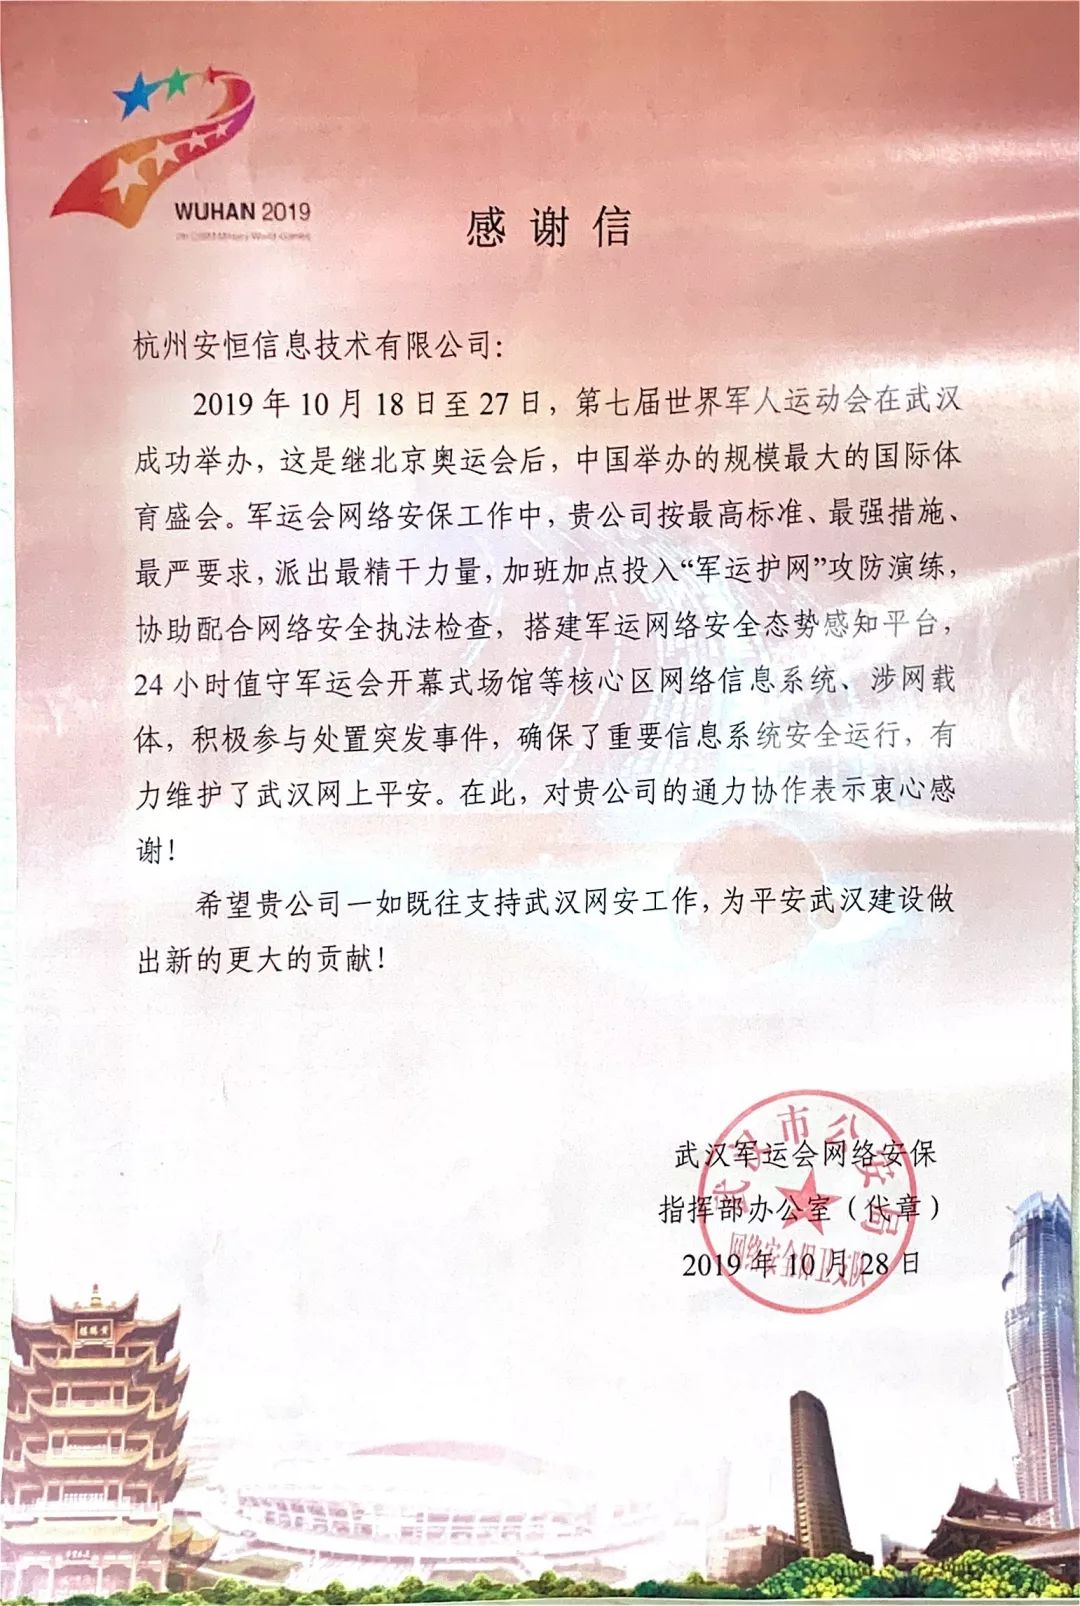 WUHAN 2019
7th CISM Military World Games
感谢信
杭州安恒信息技术有限公司：
2019年10月18日至27日，第七届世界军人运动会在武汉
成功举办，这是继北京奥运会后，中国举办的规模最大的国际体
育盛会。军运会网络安保工作中，贵公司按最高标准、最强措施、
最严要求，派出最精干力量，加班加点投入“军运护网”攻防演练，
协助配合网络安全执法检查，搭建军运网络安全态势感知平台，
24小时值守军运会开幕式场馆等核心区网络信息系统、涉网载
体，积极参与处置突发事件，确保了重要信息系统安全运行，有
力维护了武汉网上平安。在此，对贵公司的通力协作表示衷心感
谢！
希望贵公司一如既往支持武汉网安工作，为平安武汉建设做
出新的更大的贡献！
武汉军运会网络安保
指挥部办公室（代章）
2019年10月28日
武汉市公安局
网络安全保卫支队